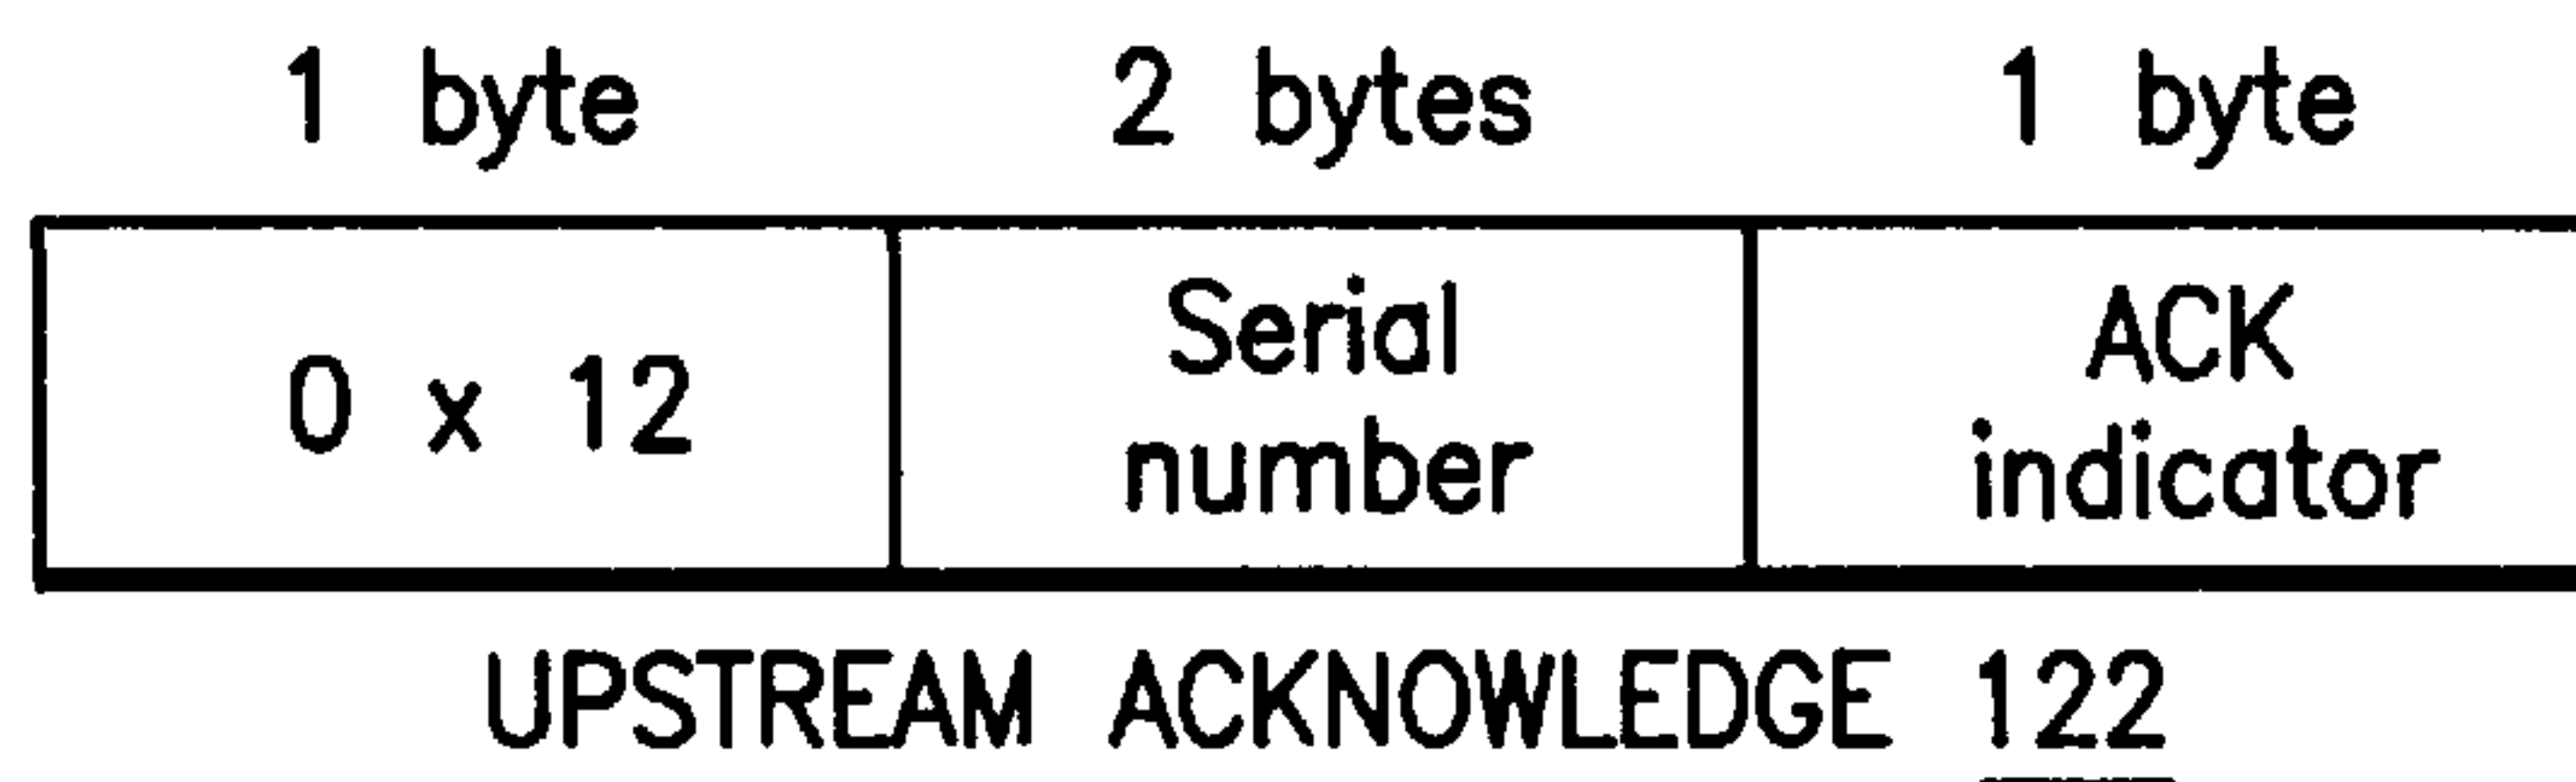 1 byte 2 bytes 1 byte
0 x 12 Serial number ACK indicator
UPSTREAM ACKNOWLEDGE 122